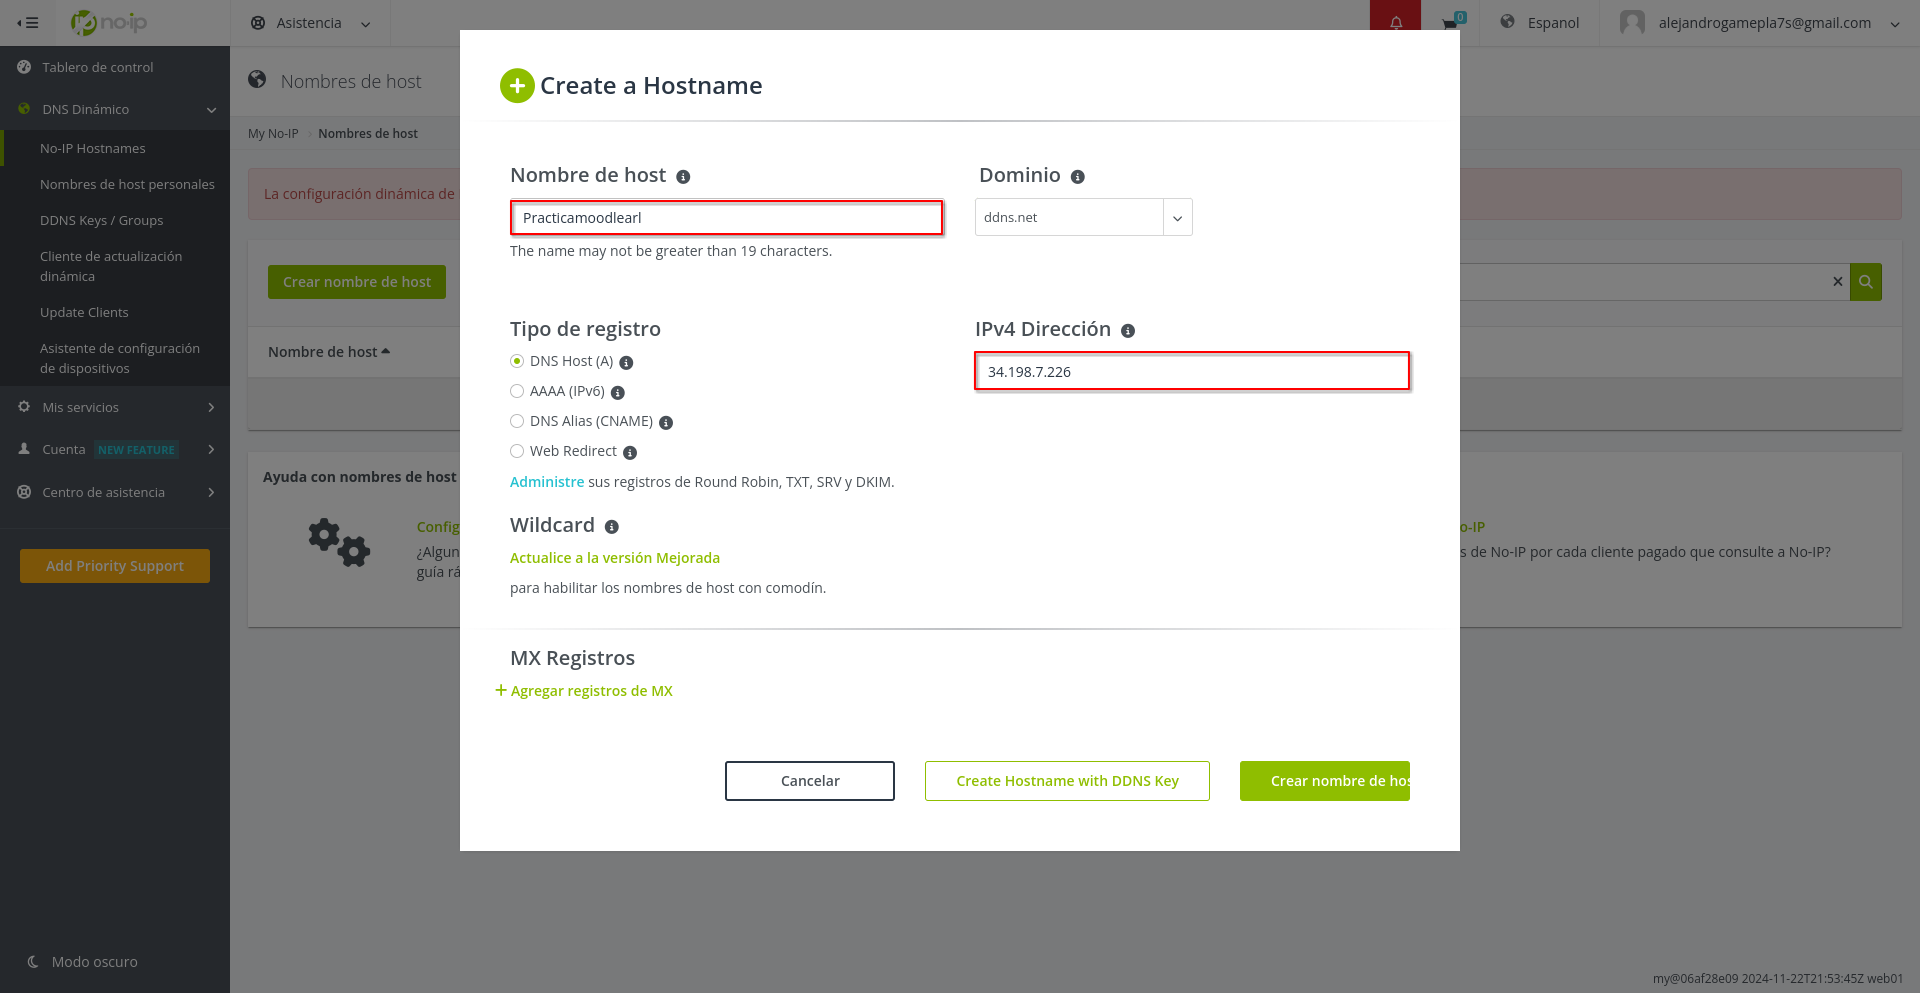 no-ip
Asistencia
0
Espanol
alejandrogamepla7s@gmail.com
Tablero de control
DNS Dinámico
No-IP Hostnames
Nombres de host personales
DDNS Keys / Groups
Cliente de actualización
dinámica
Update Clients
Asistente de configuración
de dispositivos
Mis servicios
Cuenta NEW FEATURE
Centro de asistencia
Add Priority Support
Modo oscuro
Nombres de host
My No-IP Nombres de host
La configuración dinámica de
Crear nombre de host
Nombre de host
Ayuda con nombres de host
Config
¿Algun
guía rá
Create a Hostname
Nombre de host
Dominio
Practicamoodlearl
ddns.net
The name may not be greater than 19 characters.
Tipo de registro
IPv4 Dirección
DNS Host (A)
34.198.7.226
AAAA (IPv6)
DNS Alias (CNAME)
Web Redirect
Administre sus registros de Round Robin, TXT, SRV y DKIM.
Wildcard
Actualice a la versión Mejorada
para habilitar los nombres de host con comodín.
MX Registros
+ Agregar registros de MX
Cancelar
Create Hostname with DDNS Key
Crear nombre de hos
o-IP
s de No-IP por cada cliente pagado que consulte a No-IP?
my@06af28e09 2024-11-22T21:53:45Z web01